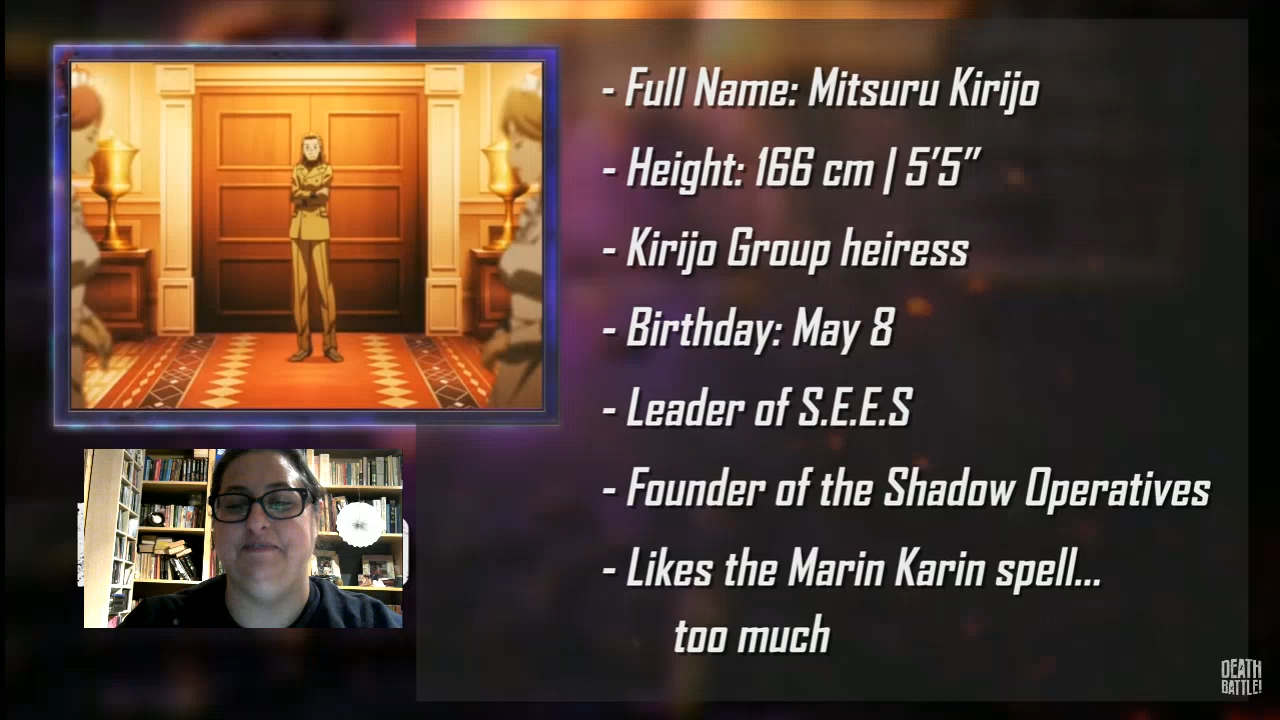 - Full Name: Mitsuru Kirijo
- Height: 166 cm | 5'5"
- Kirijo Group heiress
- Birthday: May 8
- Leader of S.E.E.S
- Founder of the Shadow Operatives
- Likes the Marin Karin spell...
too much
DEATH
BATTLE!